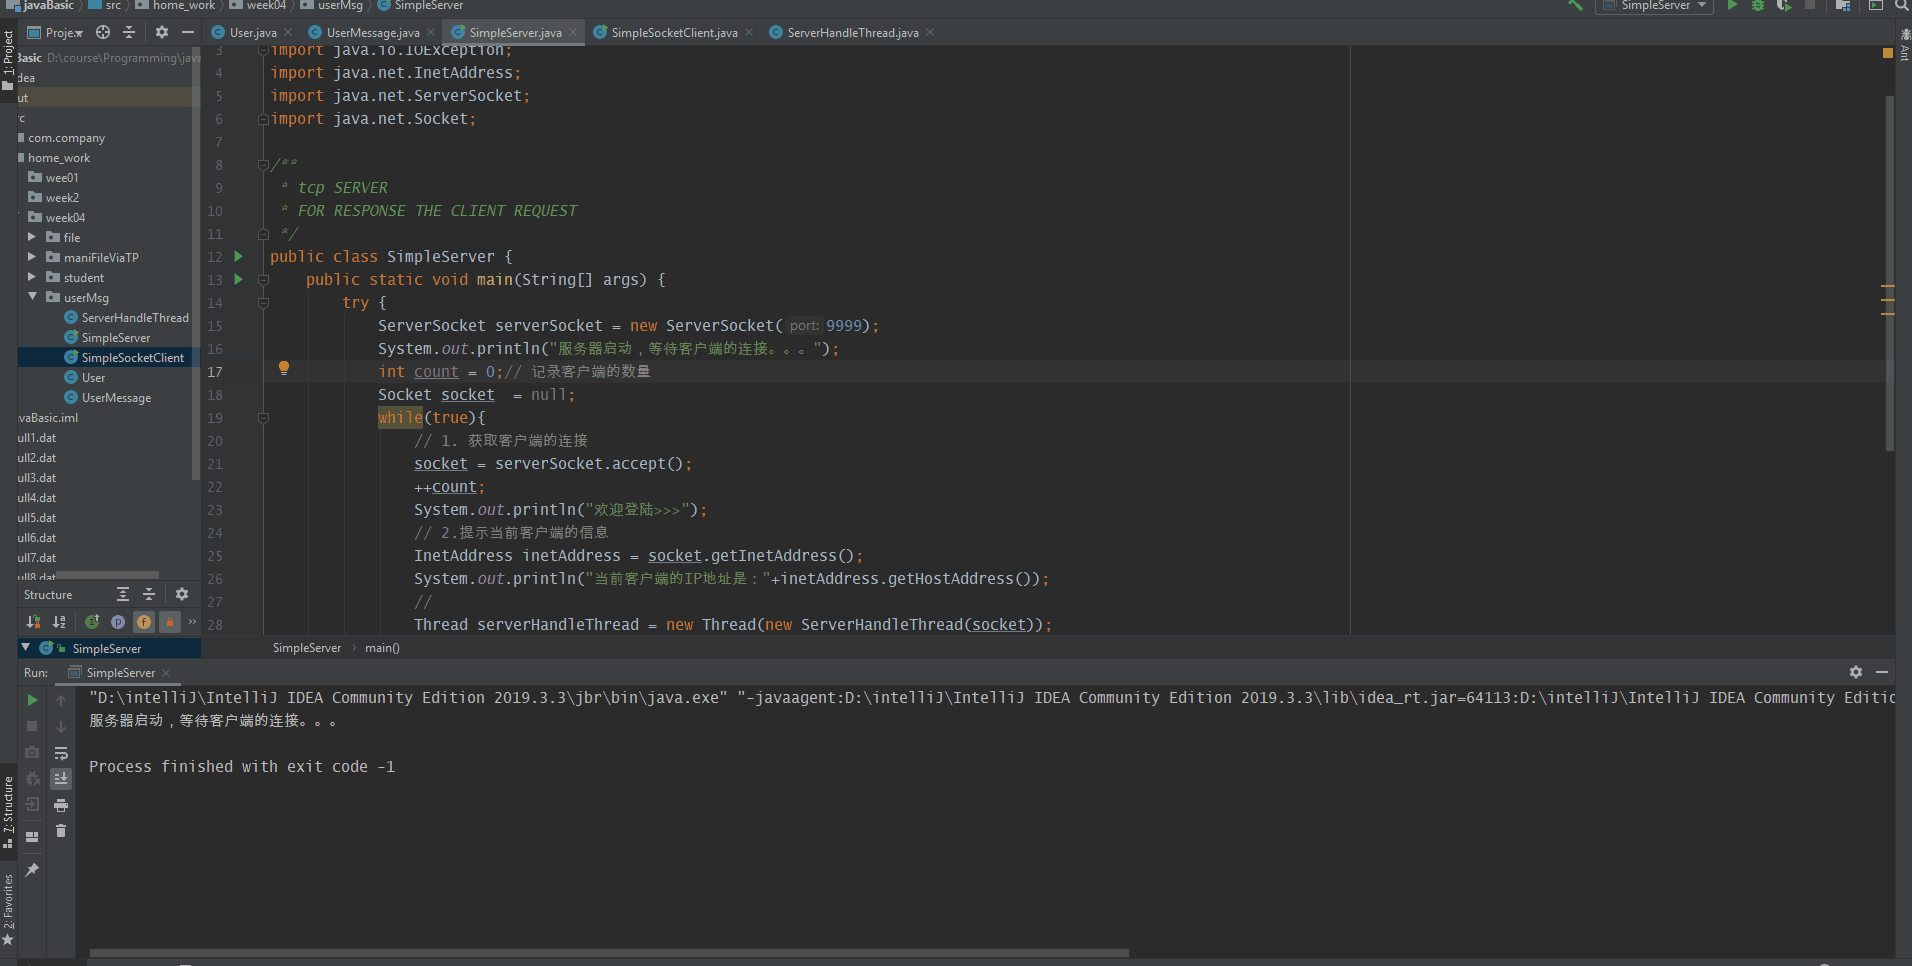 javaBasic src home_work week04 userMsg SimpleServer SimpleServer
Proje... User.java UserMessage.java SimpleServer.java SimpleSocketClient.java ServerHandleThread.java
1: Project
Basic D:\course\Programming\java
dea
ut
rc
com.company
home_work
wee01
week2
week04
file
maniFileViaTP
student
userMsg
ServerHandleThread
SimpleServer
SimpleSocketClient
User
UserMessage
vaBasic.iml
ull1.dat
ull2.dat
ull3.dat
ull4.dat
ull5.dat
ull6.dat
ull7.dat
ull8.dat
Structure
SimpleServer
3 import java.io.IOException;
4 import java.net.InetAddress;
5 import java.net.ServerSocket;
6 import java.net.Socket;
7
8 /**
9 * tcp SERVER
10 * FOR RESPONSE THE CLIENT REQUEST
11 */
12 public class SimpleServer {
13 public static void main(String[] args) {
14 try {
15 ServerSocket serverSocket = new ServerSocket( port: 9999);
16 System.out.println("服务器启动，等待客户端的连接。。。");
17 int count = 0;// 记录客户端的数量
18 Socket socket  = null;
19 while(true){
20 // 1. 获取客户端的连接
21 socket = serverSocket.accept();
22 ++count;
23 System.out.println("欢迎登陆>>>");
24 // 2.提示当前客户端的信息
25 InetAddress inetAddress = socket.getInetAddress();
26 System.out.println("当前客户端的IP地址是："+inetAddress.getHostAddress());
27 //
28 Thread serverHandleThread = new Thread(new ServerHandleThread(socket));
SimpleServer main()
Ant
Run: SimpleServer
"D:\intelliJ\IntelliJ IDEA Community Edition 2019.3.3\jbr\bin\java.exe" "-javaagent:D:\intelliJ\IntelliJ IDEA Community Edition 2019.3.3\lib\idea_rt.jar=64113:D:\intelliJ\IntelliJ IDEA Community Editio
服务器启动，等待客户端的连接。。。
Process finished with exit code -1
7: Structure
2: Favorites